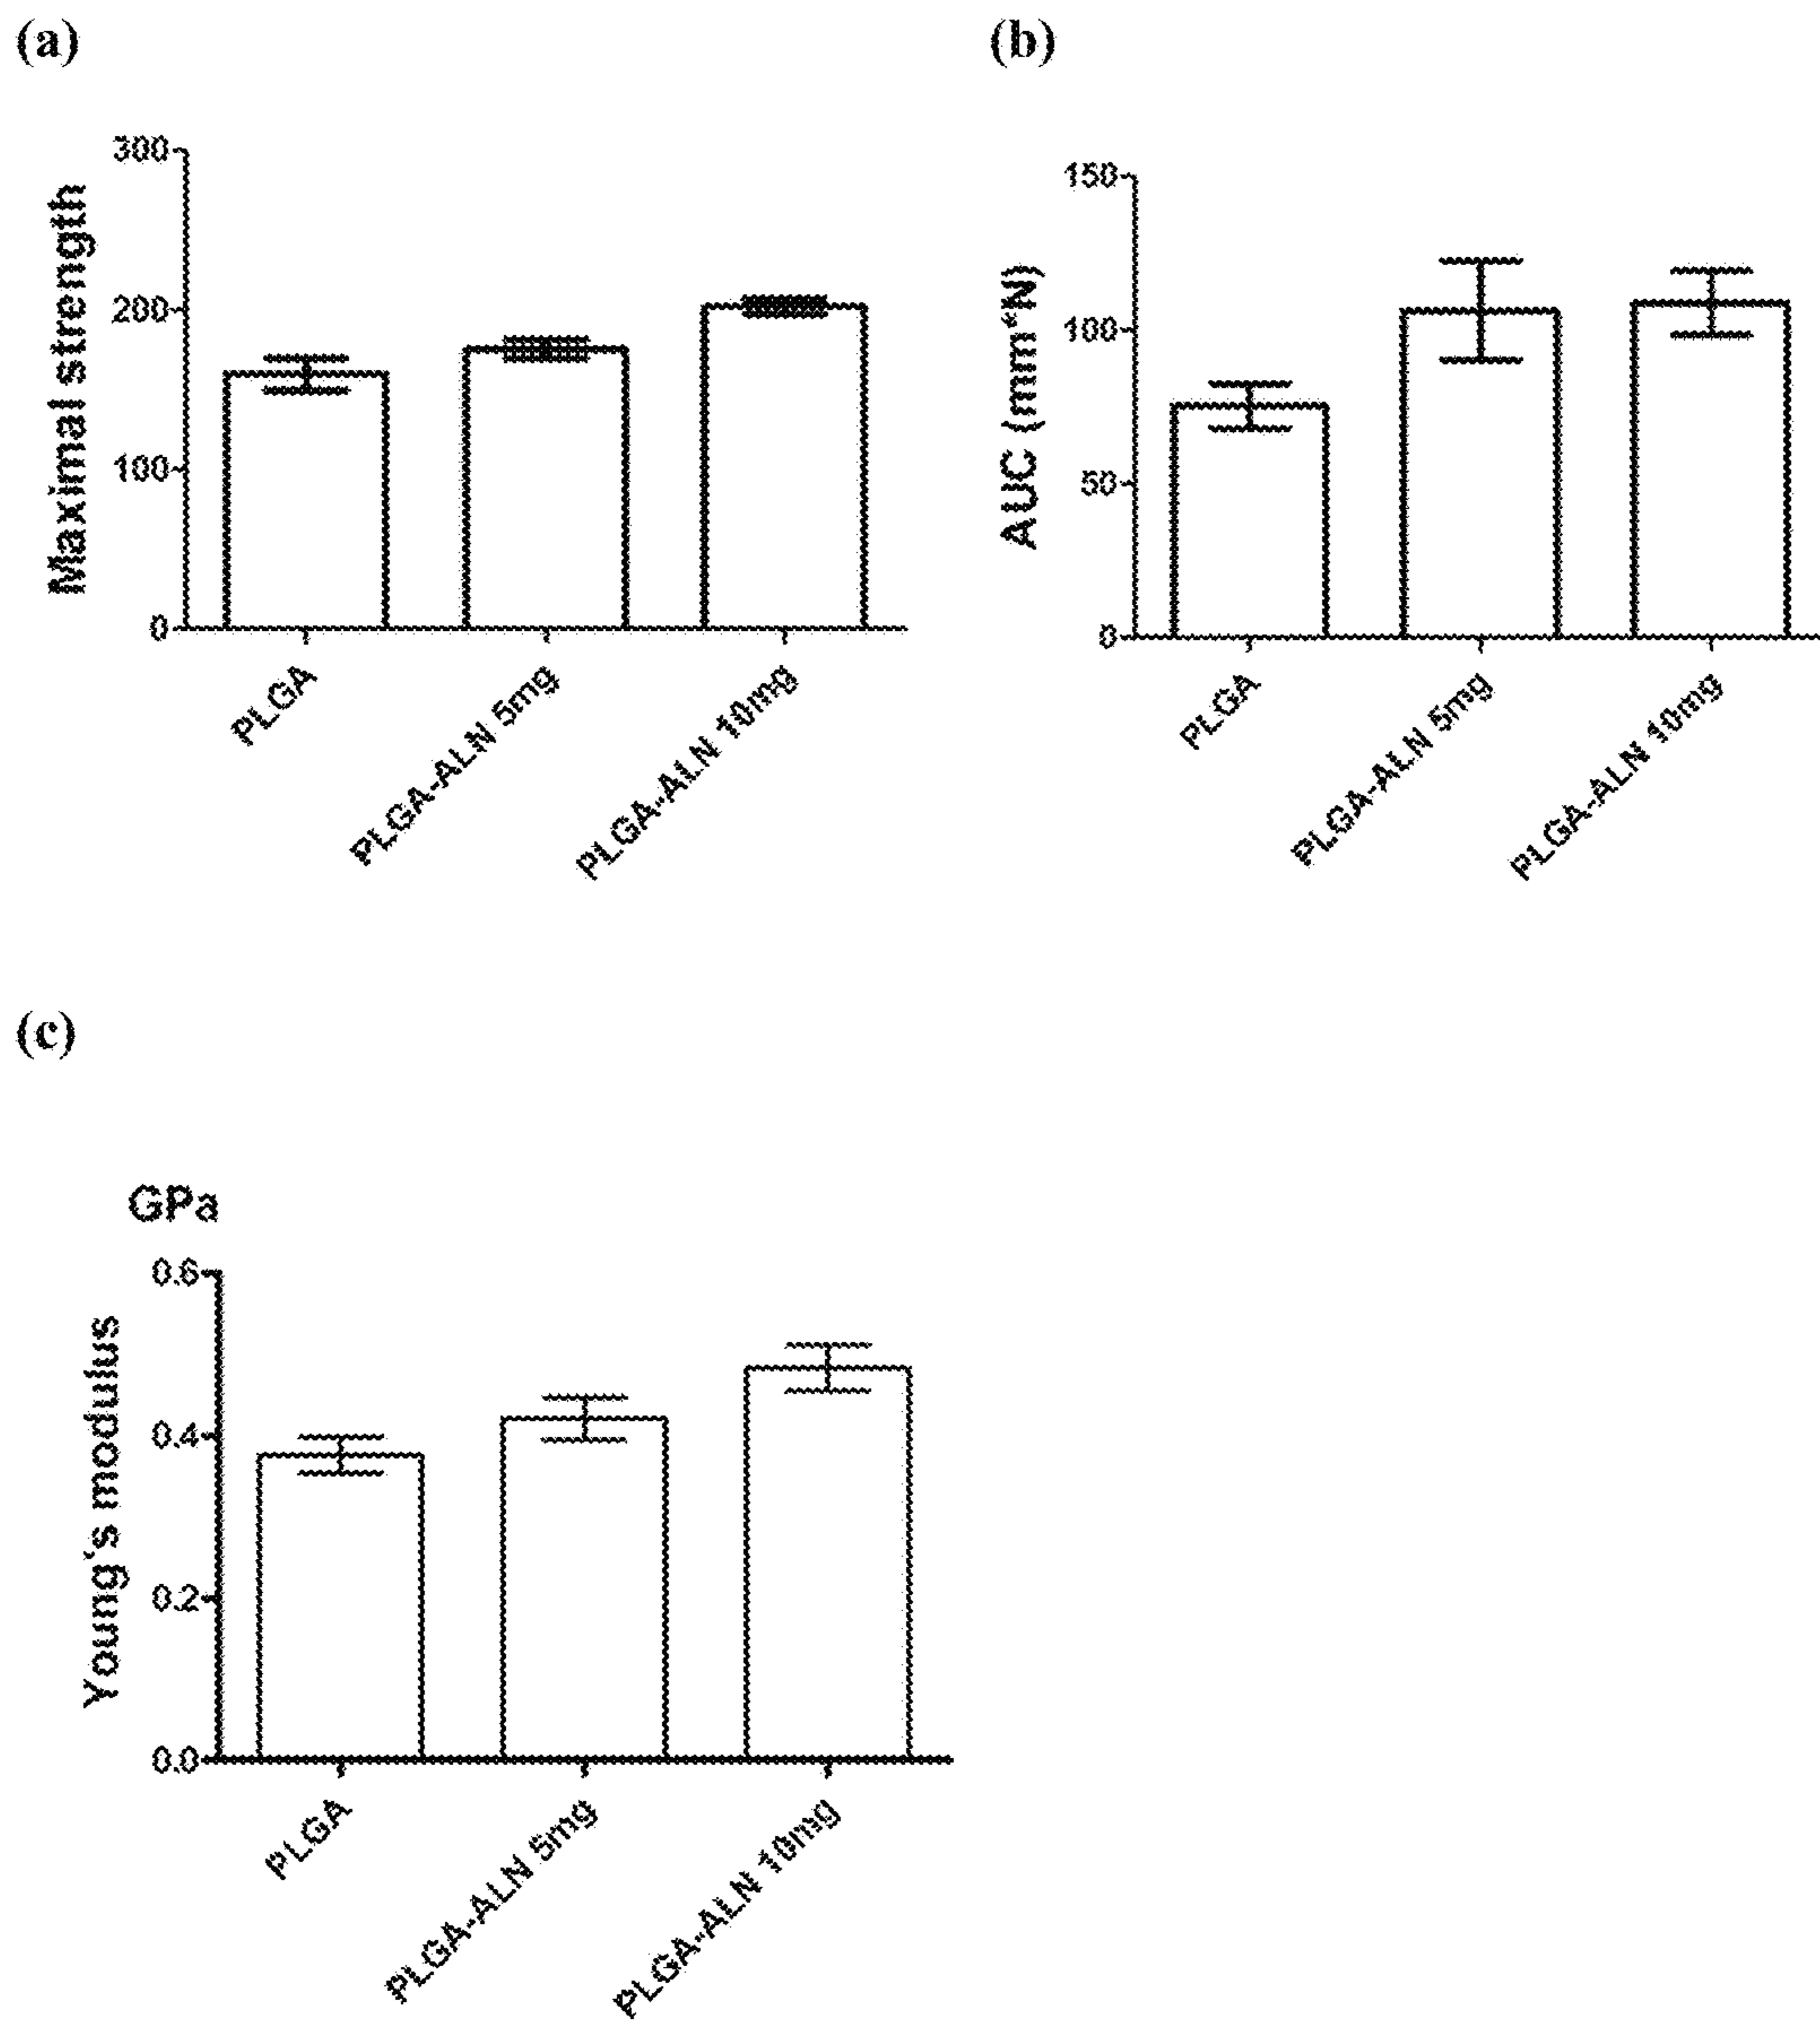 (a)
Maximal strength
300
200
100
0
PLGA
PLGA-ALN 5mg
PLGA-ALN 10mg
(b)
AUC (mm*N)
150
100
50
0
PLGA
PLGA-ALN 5mg
PLGA-ALN 10mg
(c)
GPa
Young's modulus
0.6
0.4
0.2
0.0
PLGA
PLGA-ALN 5mg
PLGA-ALN 10mg